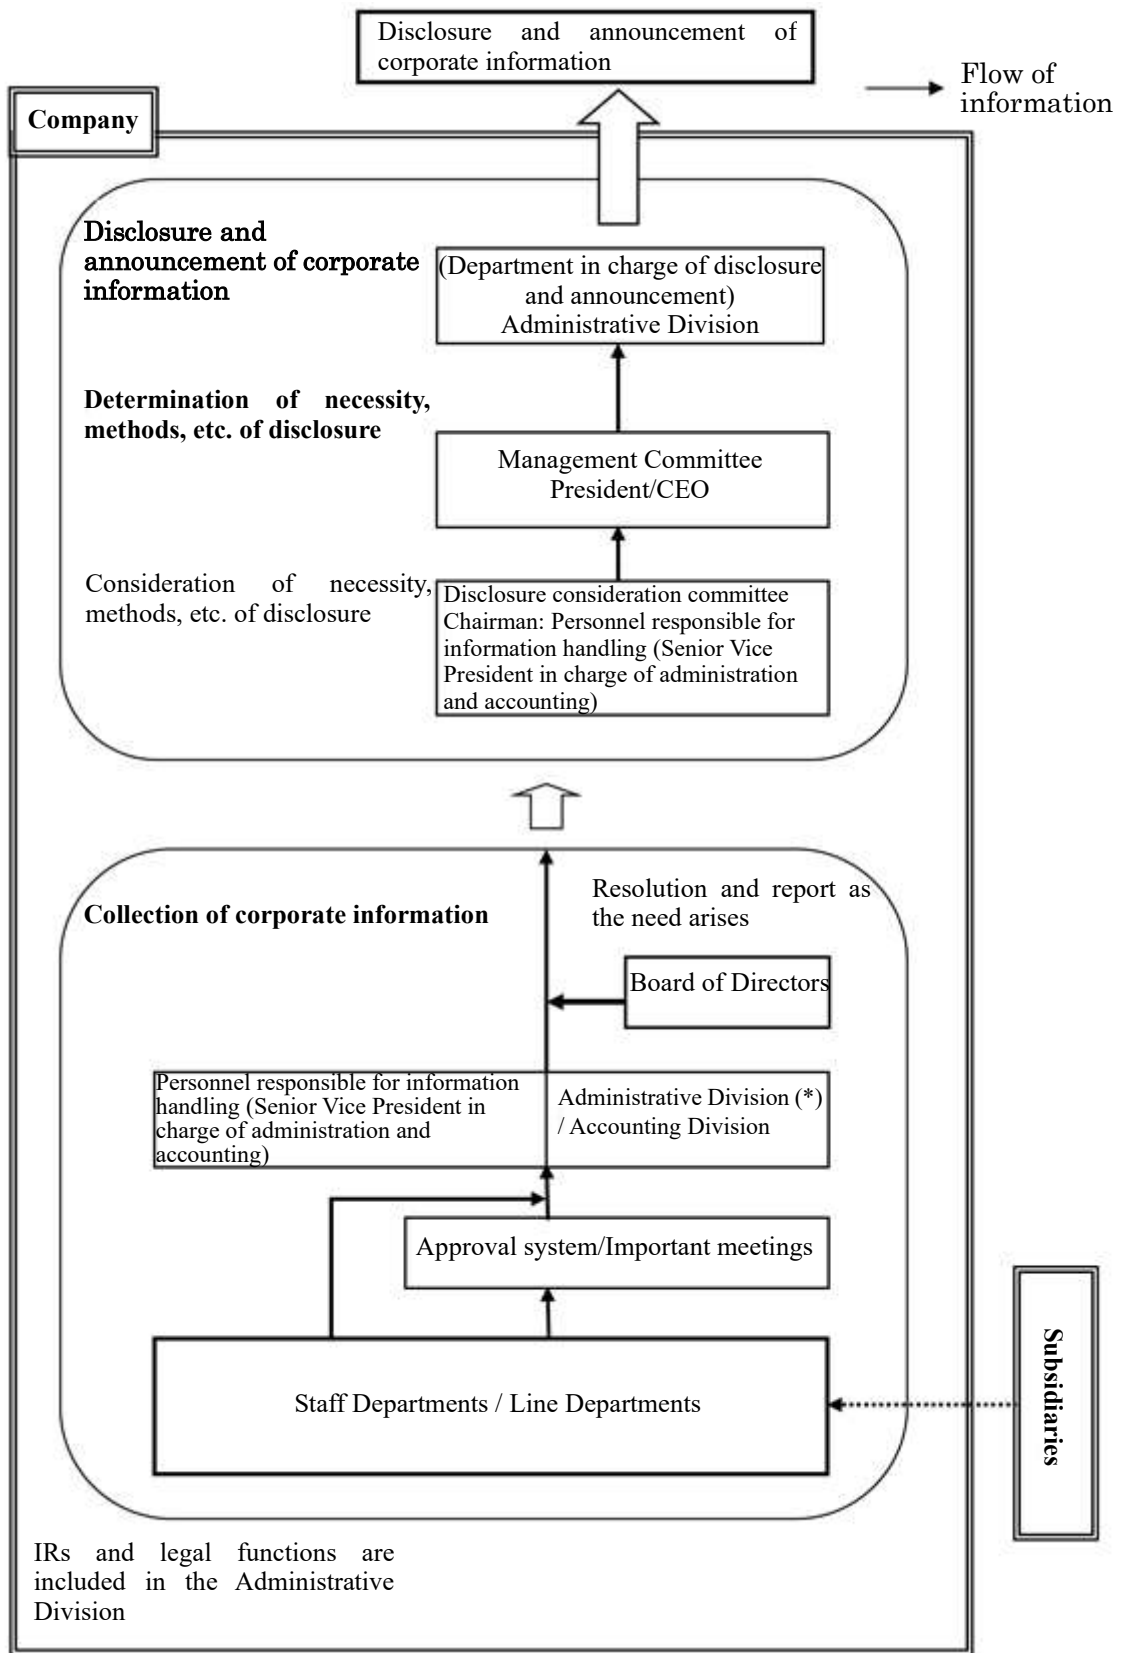 Disclosure and announcement of
corporate information
Flow of
information
Company
Disclosure and
announcement of corporate
information
(Department in charge of disclosure
and announcement)
Administrative Division
Determination of necessity,
methods, etc. of disclosure
Management Committee
President/CEO
Consideration of necessity,
methods, etc. of disclosure
Disclosure consideration committee
Chairman: Personnel responsible for
information handling (Senior Vice
President in charge of administration
and accounting)
Collection of corporate information
Resolution and report as
the need arises
Board of Directors
Personnel responsible for information
handling (Senior Vice President in
charge of administration and
accounting)
Administrative Division (*)
/ Accounting Division
Approval system/Important meetings
Staff Departments / Line Departments
Subsidiaries
IRs and legal functions are
included in the Administrative
Division